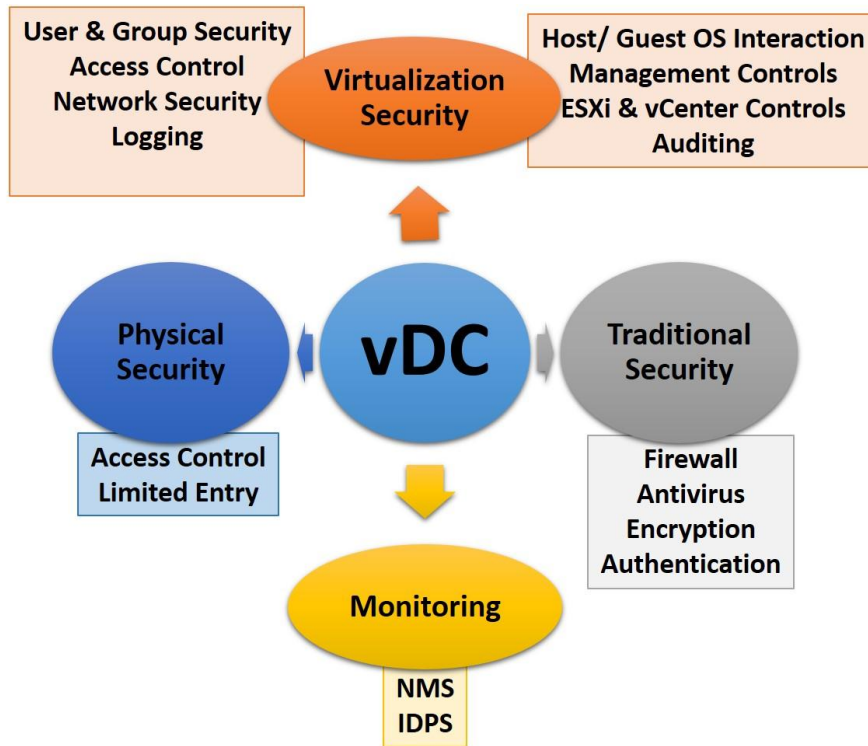 User & Group Security
Access Control
Network Security
Logging
Virtualization
Security
Host/ Guest OS Interaction
Management Controls
ESXi & vCenter Controls
Auditing
Physical
Security
vDC
Traditional
Security
Access Control
Limited Entry
Firewall
Antivirus
Encryption
Authentication
Monitoring
NMS
IDPS